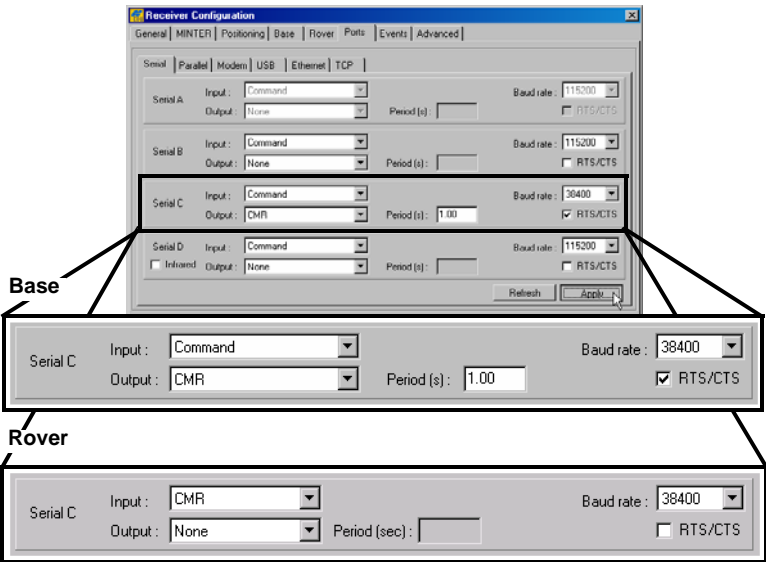 Receiver Configuration
General MINTER Positioning Base Rover Ports Events Advanced
Serial Parallel Modem USB Ethernet TCP
Serial A Input : Command Baud rate : 115200
Output : None Period (s) : RTS/CTS
Serial B Input : Command Baud rate : 115200
Output : None Period (s) : RTS/CTS
Serial C Input : Command Baud rate : 38400
Output : CMR Period (s) : 1.00 RTS/CTS
Serial D Input : Command Baud rate : 115200
Infrared Output : None Period (s) : RTS/CTS
Refresh Apply
Base
Serial C Input : Command Baud rate : 38400
Output : CMR Period (s) : 1.00 RTS/CTS
Rover
Serial C Input : CMR Baud rate : 38400
Output : None Period (sec) : RTS/CTS